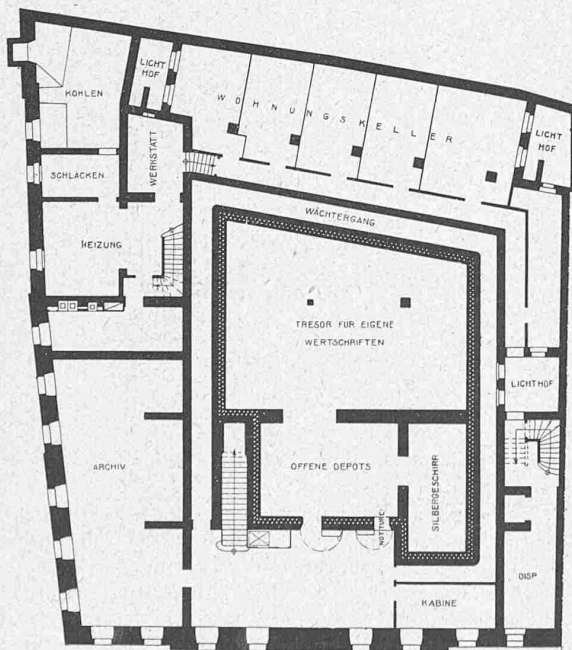 LICHT
HOF
KOHLEN
WOHNUNGSKELLER
LICHT
HOF
WERKSTATT
SCHLACKEN
WÄCHTERGANG
HEIZUNG
TRESOR FÜR EIGENE
WERTSCHRIFTEN
LICHTHOF
ARCHIV
OFFENE DEPOTS
SILBERGESCHIRR
NOTTÜRE
DISP
KABINE